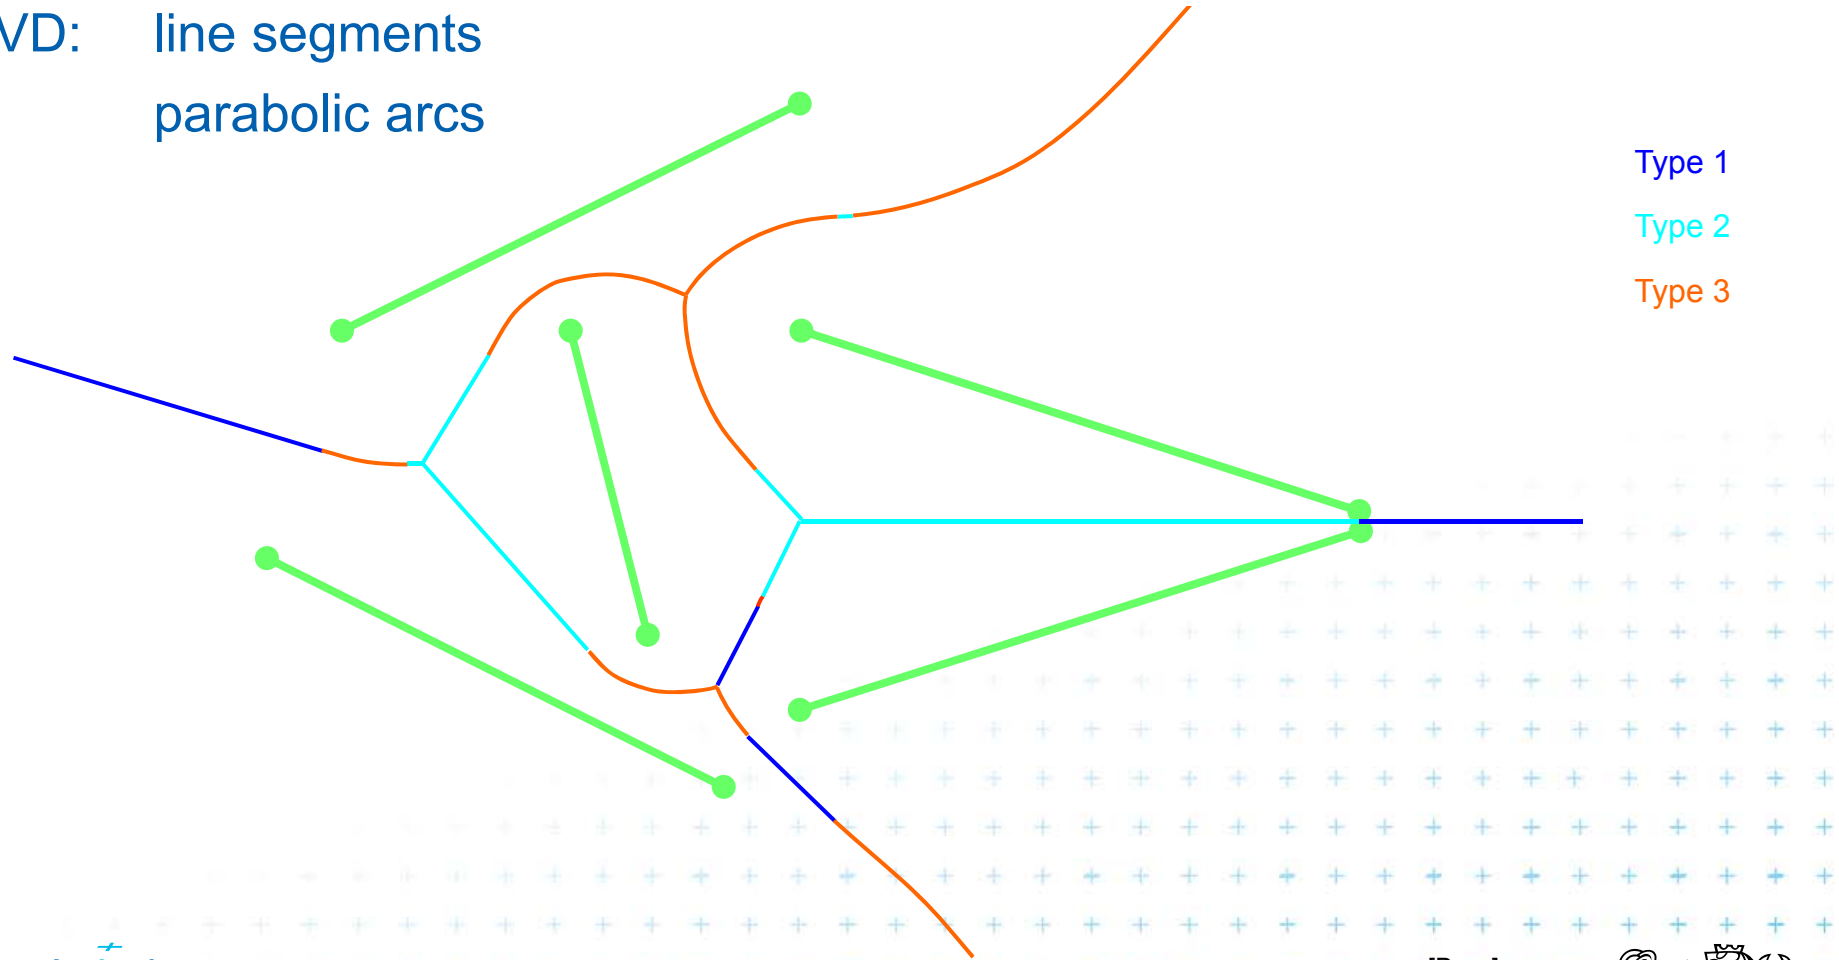 VD: line segments
parabolic arcs
Type 1
Type 2
Type 3